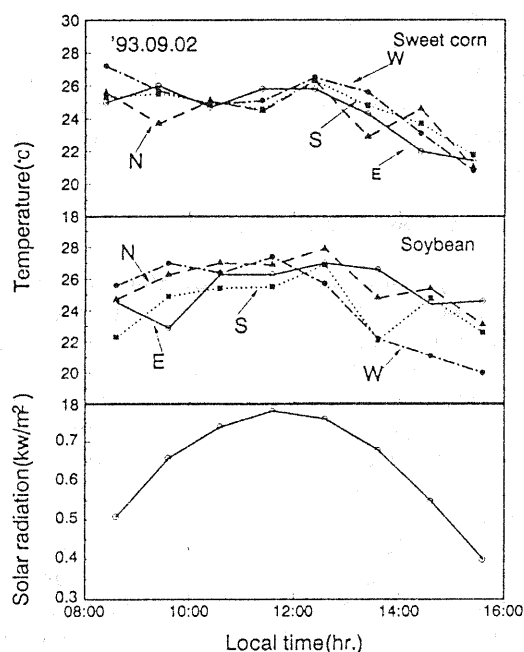 30
'93.09.02
Sweet corn
W
28
26
24
22
18
N
S
E
Temperature(℃)
N
Soybean
28
26
24
22
20
18
E
S
W
Solar radiation(kw/m²)
0.7
0.6
0.5
0.4
0.3
08:00
10:00
12:00
14:00
16:00
Local time(hr.)